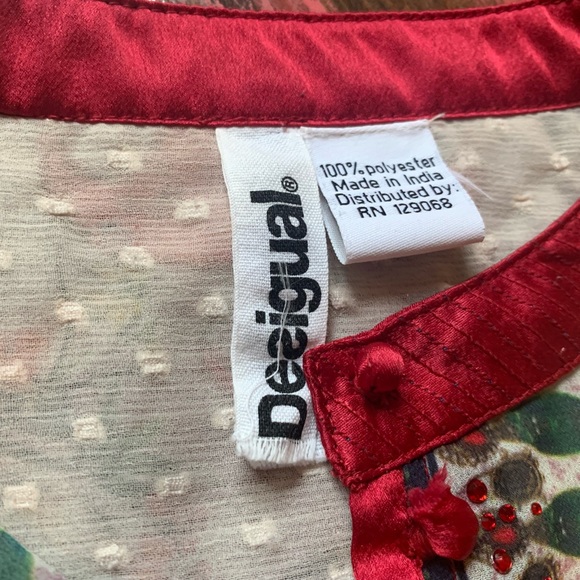 Desigual®
100% polyester
Made in India
Distributed by:
RN 129068